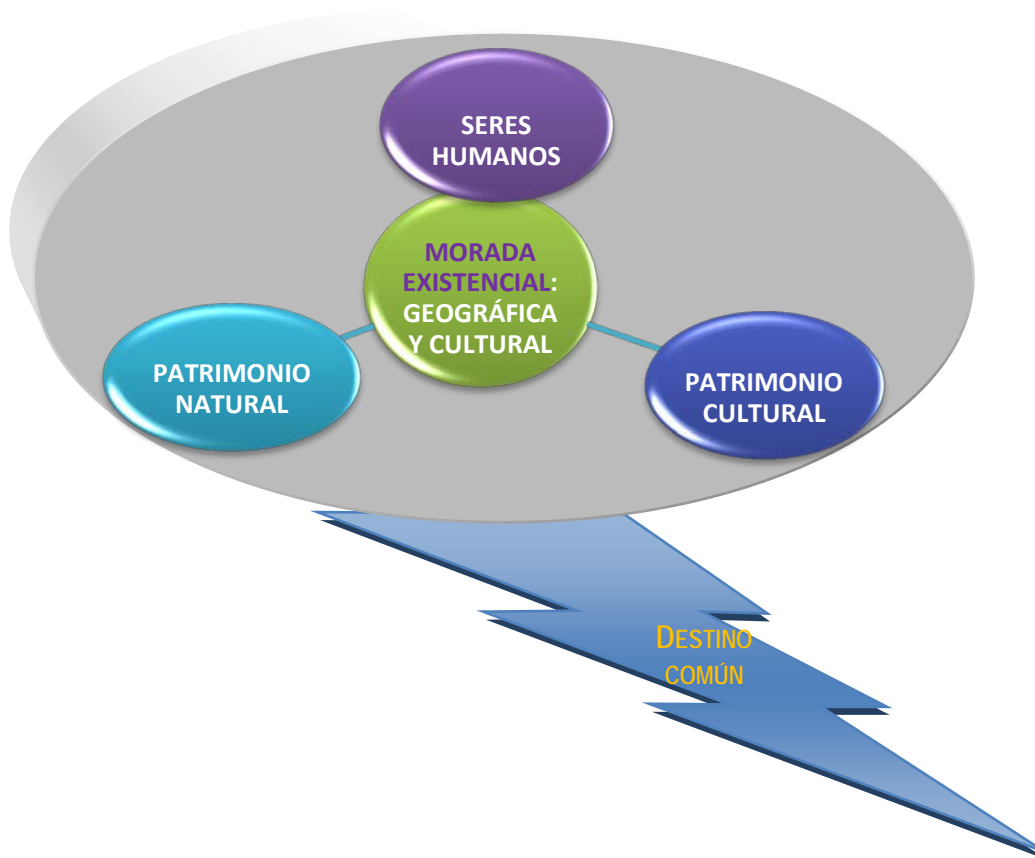 SERES
HUMANOS
MORADA
EXISTENCIAL:
GEOGRÁFICA
Y CULTURAL
PATRIMONIO
NATURAL
PATRIMONIO
CULTURAL
DESTINO
COMÚN